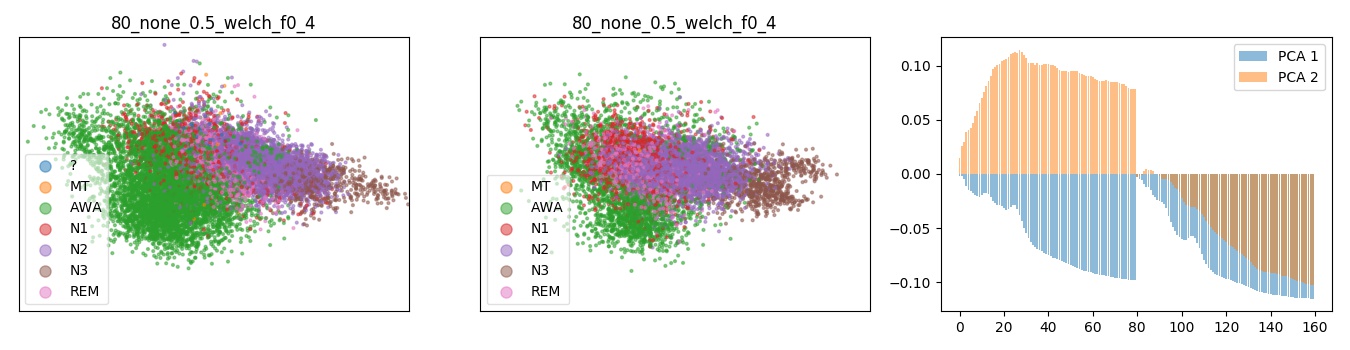 80_none_0.5_welch_f0_4
?
MT
AWA
N1
N2
N3
REM
80_none_0.5_welch_f0_4
MT
AWA
N1
N2
N3
REM
PCA 1
PCA 2
0.10
0.05
0.00
−0.05
−0.10
0 20 40 60 80 100 120 140 160